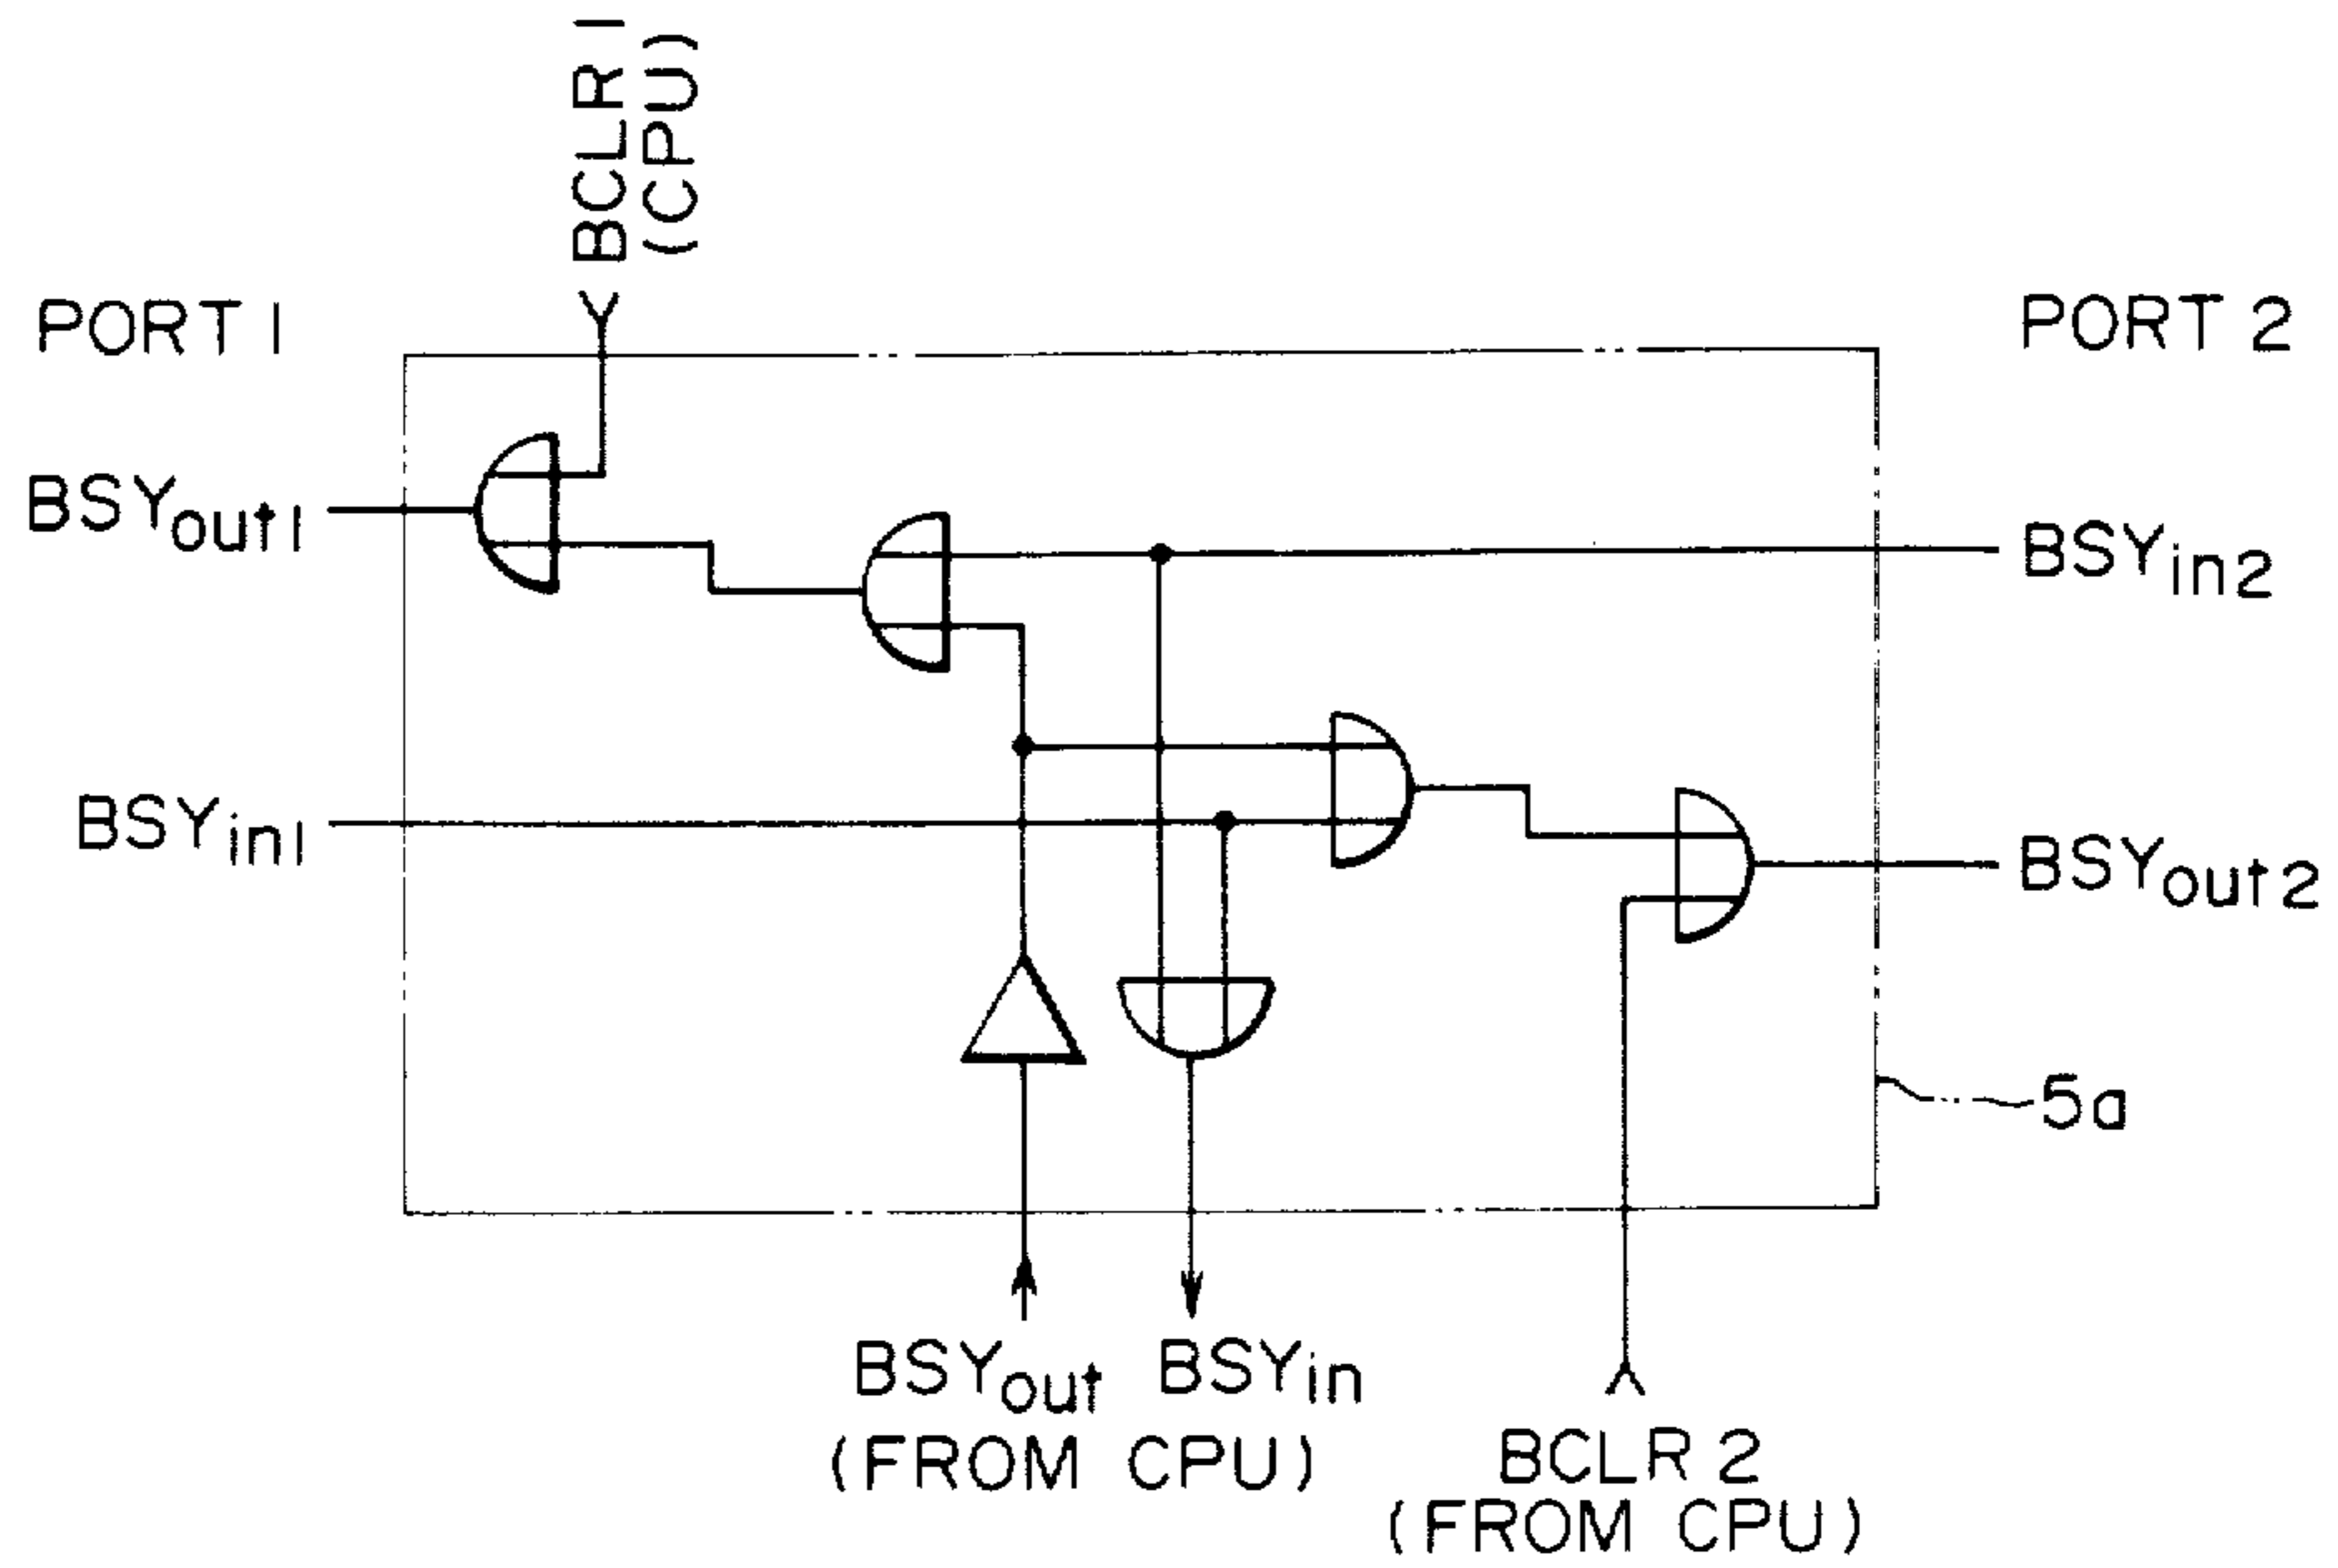 BCLR 1
(CPU)
PORT 1
PORT 2
BSYout1
BSYin2
BSYin1
BSYout2
5a
BSYout
BSYin
(FROM CPU)
BCLR 2
(FROM CPU)